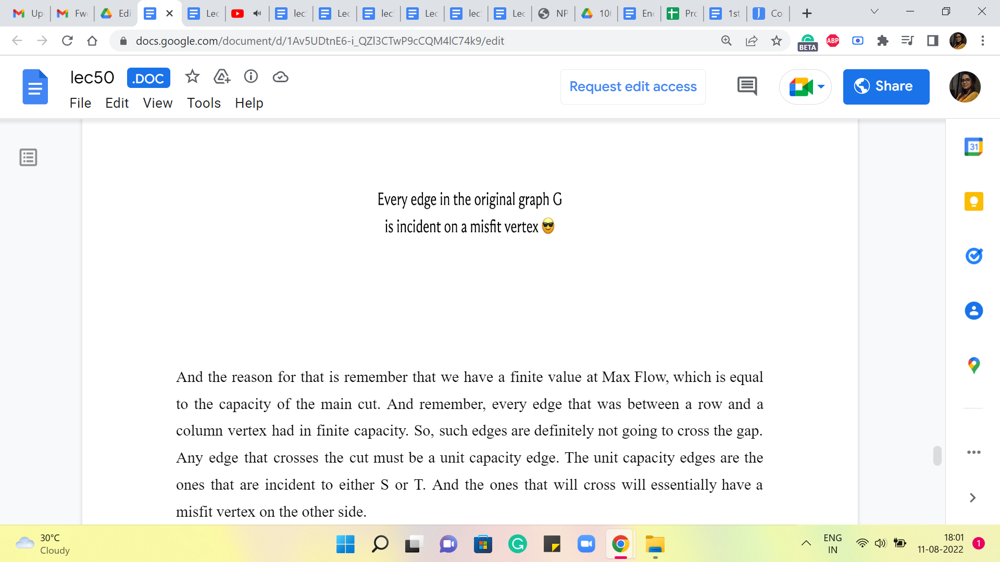 Up
Fwd
Edi
Lec
lec
Lec
lec
Lec
lec
Lec
NP
10
Enc
Pro
1st
Co
docs.google.com/document/d/1Av5UDtnE6-i_QZl3CTwP9cCQM4lC74k9/edit
ABP
BETA
lec50 .DOC
File Edit View Tools Help
Request edit access
Share
31
Every edge in the original graph G
is incident on a misfit vertex 😎
And the reason for that is remember that we have a finite value at Max Flow, which is equal
to the capacity of the main cut. And remember, every edge that was between a row and a
column vertex had in finite capacity. So, such edges are definitely not going to cross the gap.
Any edge that crosses the cut must be a unit capacity edge. The unit capacity edges are the
ones that are incident to either S or T. And the ones that will cross will essentially have a
misfit vertex on the other side.
30°C
Cloudy
ENG
IN
18:01
11-08-2022
1